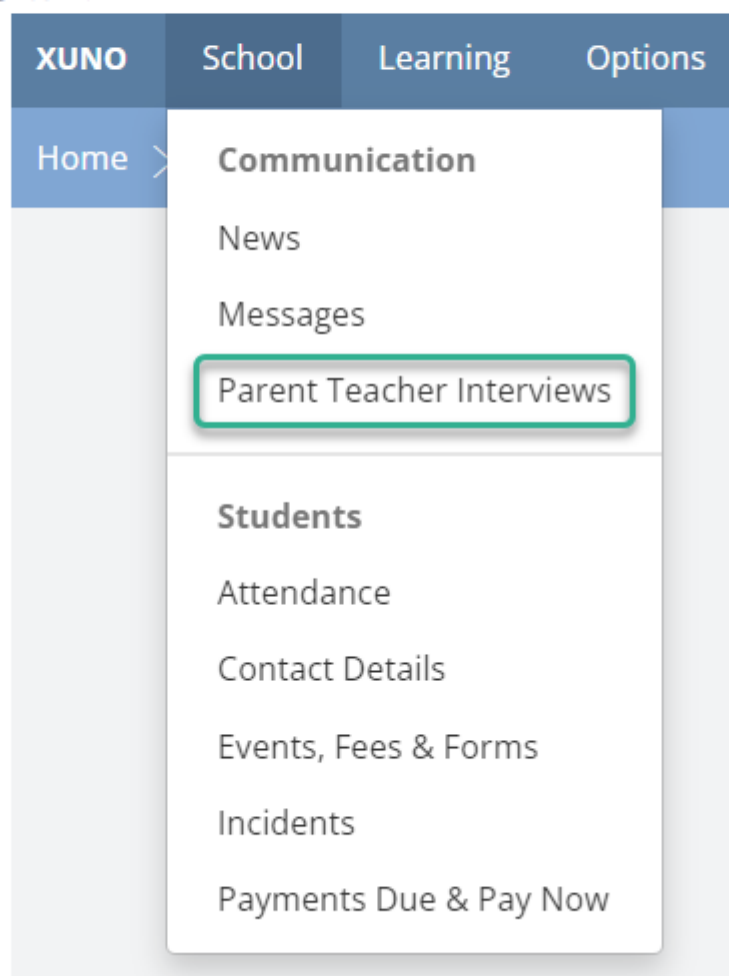 XUNO School Learning Options
Home
Communication
News
Messages
Parent Teacher Interviews
Students
Attendance
Contact Details
Events, Fees & Forms
Incidents
Payments Due & Pay Now